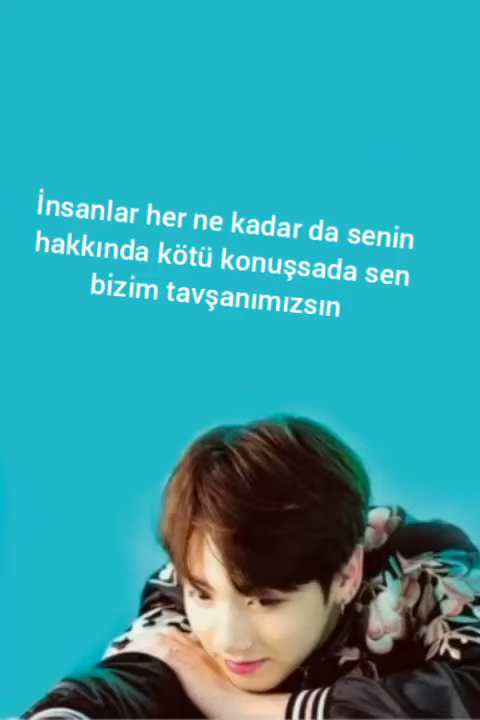 İnsanlar her ne kadar da senin
hakkında kötü konuşsada sen
bizim tavşanımızsın